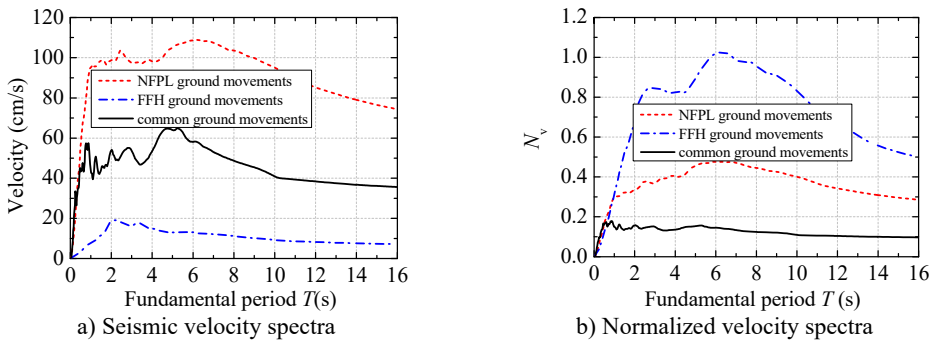 120
100
80
60
40
20
0
Velocity (cm/s)
NFPL ground movements
FFH ground movements
common ground movements
0 2 4 6 8 10 12 14 16
Fundamental period T(s)
a) Seismic velocity spectra
1.2
1.0
0.8
0.6
0.4
0.2
0.0
Nv
NFPL ground movements
FFH ground movements
common ground movements
0 2 4 6 8 10 12 14 16
Fundamental period T (s)
b) Normalized velocity spectra